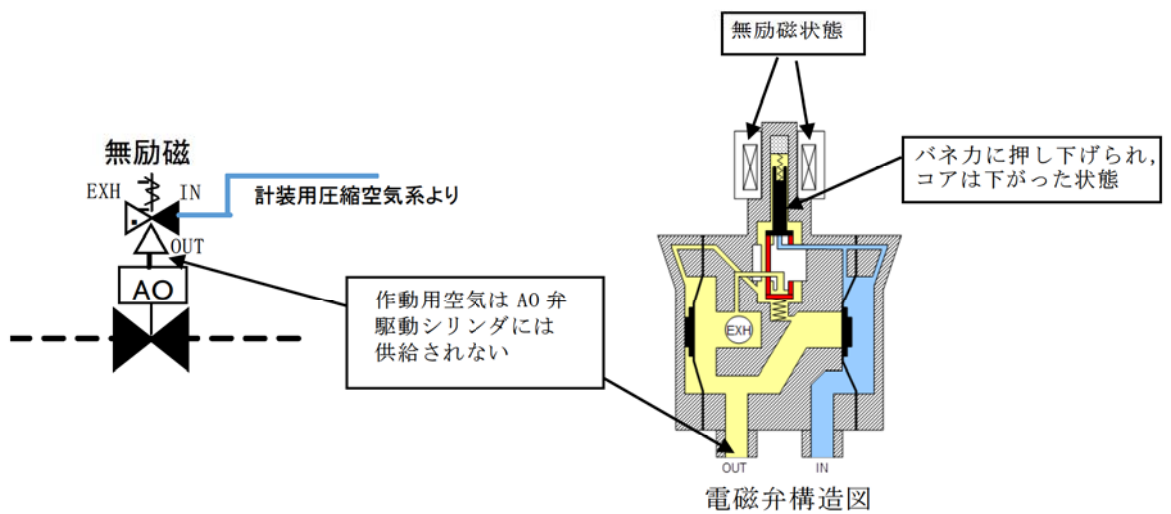 無励磁状態
無励磁
EXH
IN
計装用圧縮空気系より
OUT
AO
バネ力に押し下げられ，
コアは下がった状態
作動用空気は AO 弁
駆動シリンダには
供給されない
EXH
OUT
IN
電磁弁構造図